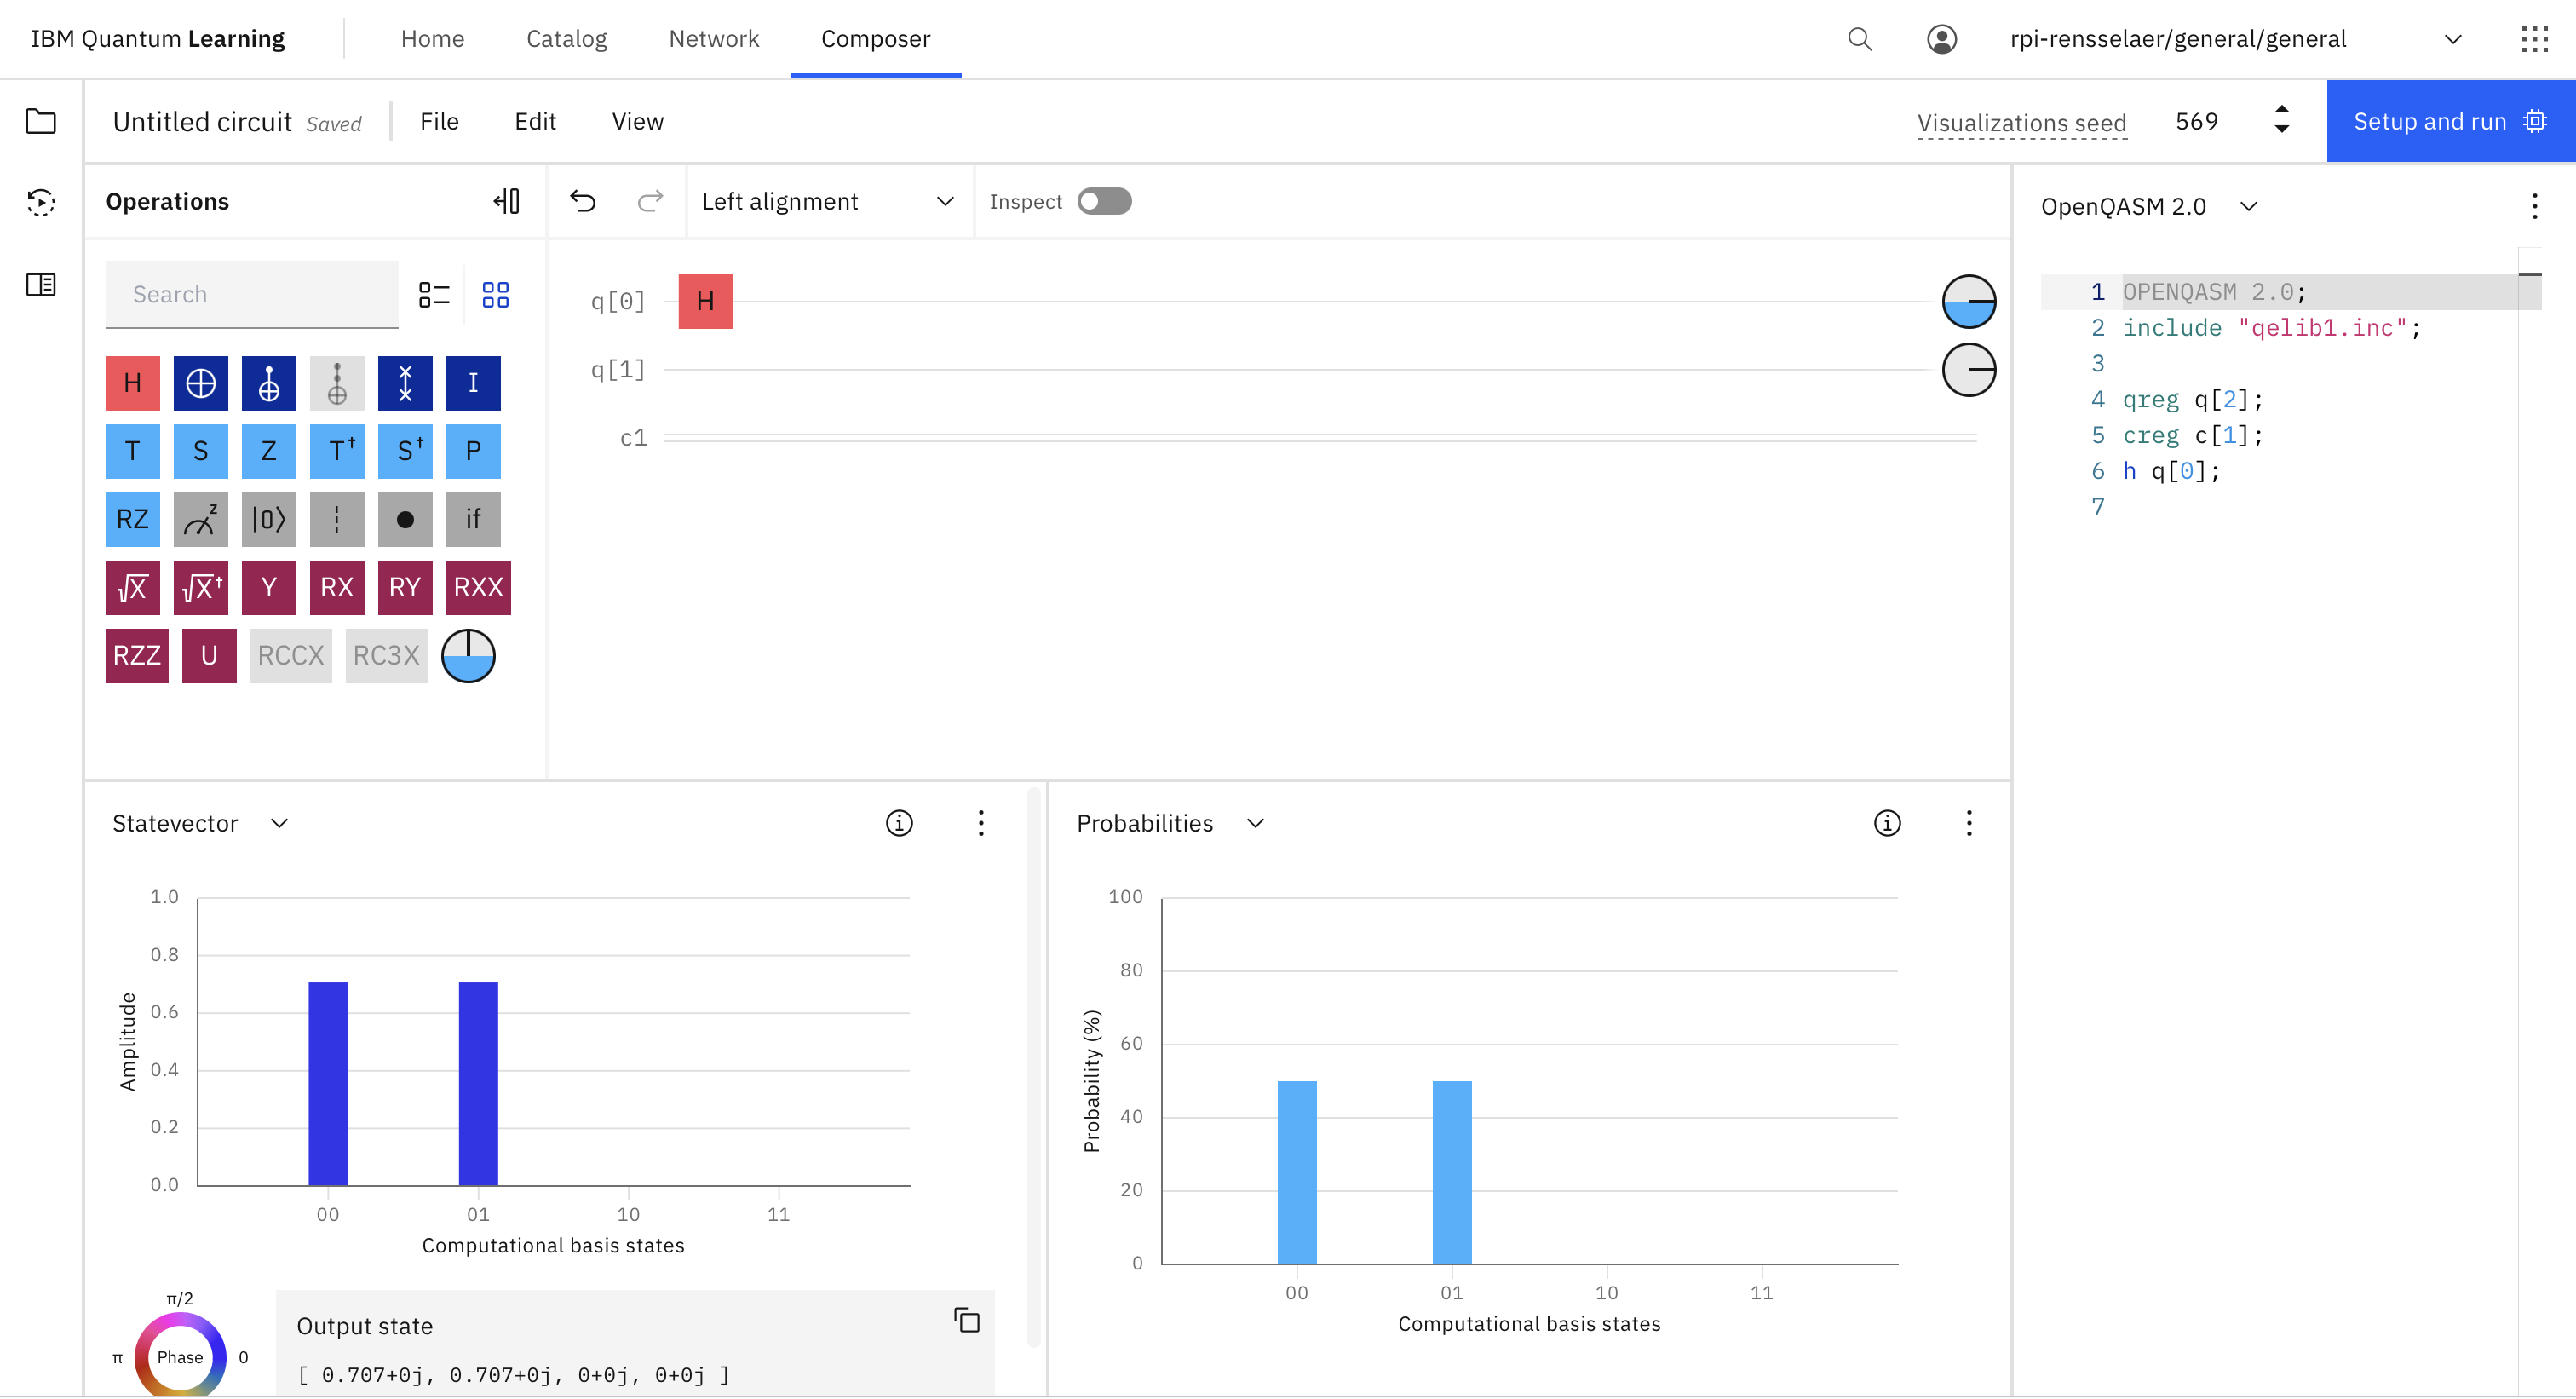 IBM Quantum Learning Home Catalog Network Composer rpi-rensselaer/general/general
Untitled circuit Saved File Edit View Visualizations seed 569 Setup and run
Operations
Left alignment Inspect
Search
H I
T S Z T† S† P
RZ z |0⟩ if
√X √X† Y RX RY RXX
RZZ U RCCX RC3X
q[0] H
q[1]
c1
OpenQASM 2.0
1 OPENQASM 2.0;
2 include "qelib1.inc";
3
4 qreg q[2];
5 creg c[1];
6 h q[0];
7
Statevector
1.0
0.8
0.6
0.4
0.2
0.0
Amplitude
00 01 10 11
Computational basis states
π/2
π Phase 0
Output state
[ 0.707+0j, 0.707+0j, 0+0j, 0+0j ]
Probabilities
100
80
60
40
20
0
Probability (%)
00 01 10 11
Computational basis states